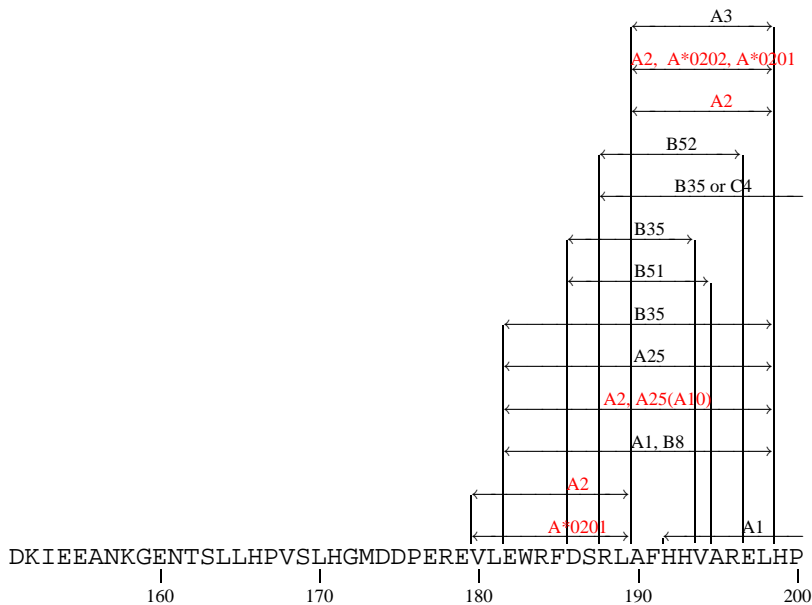 A3
A2, A*0202, A*0201
A2
B52
B35 or C4
B35
B51
B35
A25
A2, A25(A10)
A1, B8
A2
A*0201 A1
DKIEEANKGENTSLLHPVSLHGMDDPEREVLEWRFDSRLAFHHVARELHP
160 170 180 190 200